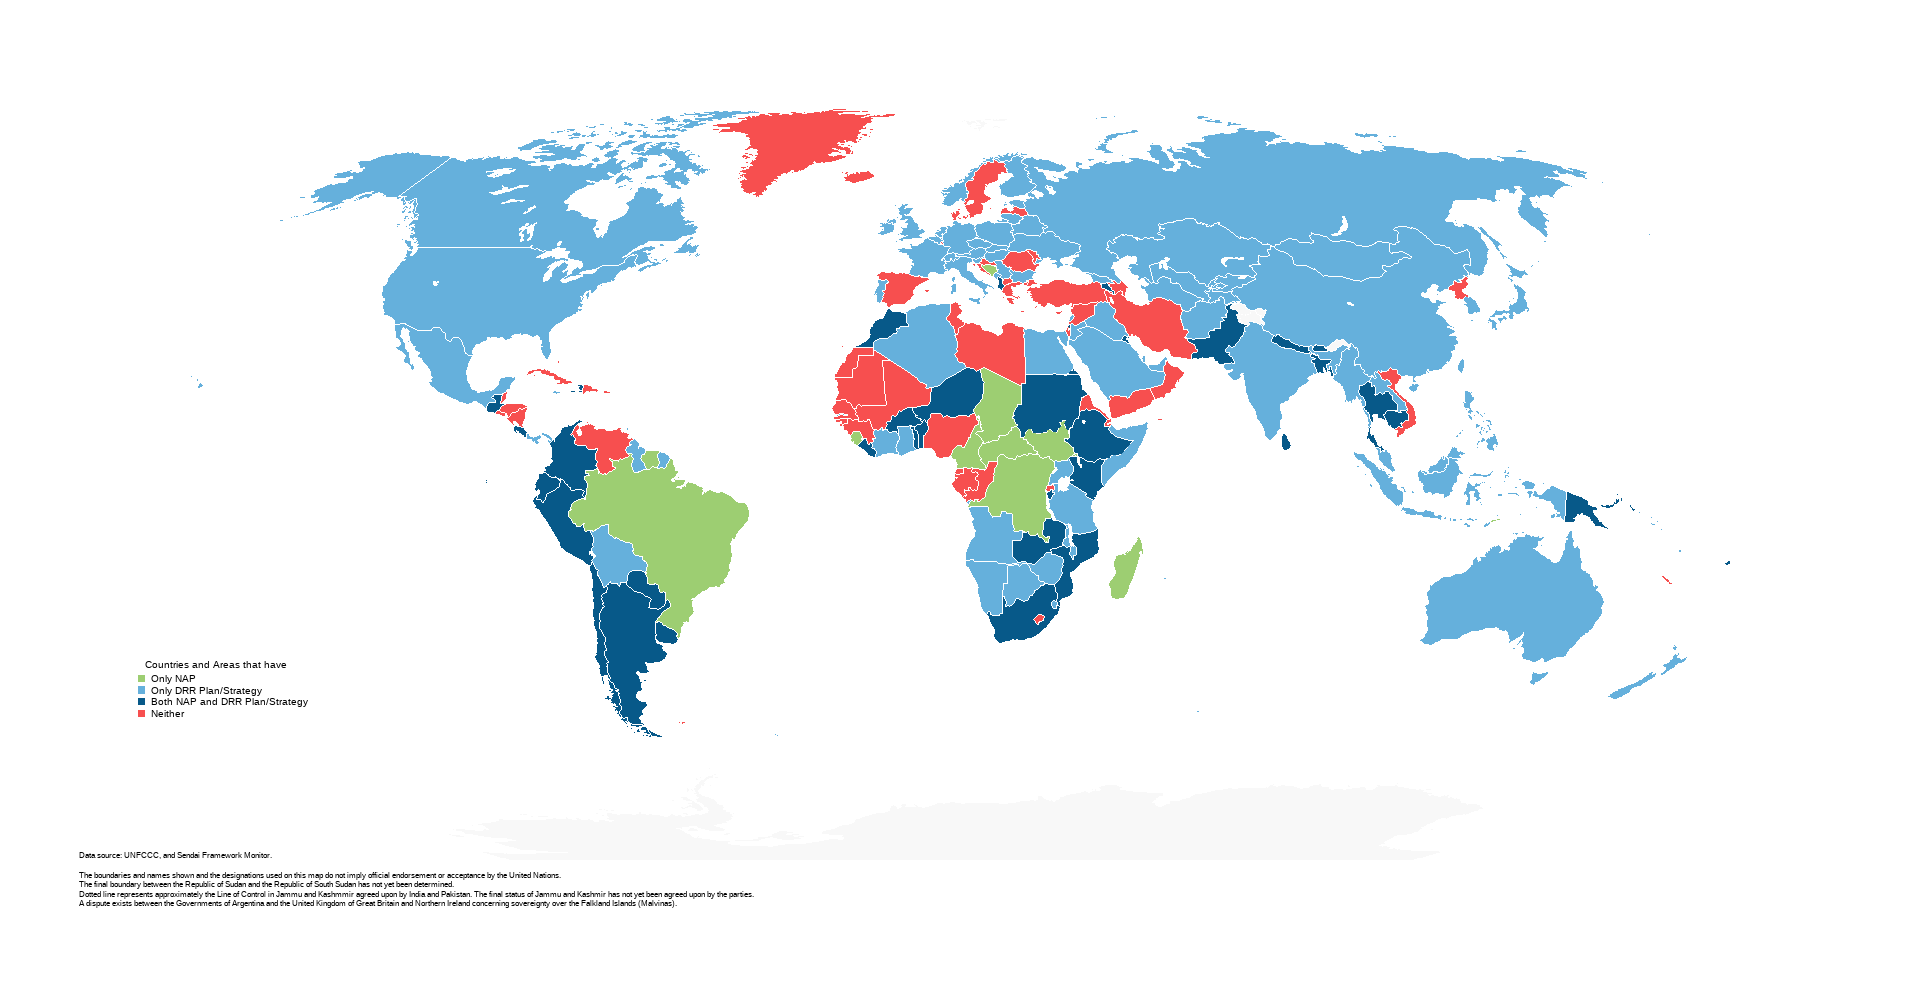 Countries and Areas that have
Only NAP
Only DRR Plan/Strategy
Both NAP and DRR Plan/Strategy
Neither
Data source: UNFCCC, and Sendai Framework Monitor.
The boundaries and names shown and the designations used on this map do not imply official endorsement or acceptance by the United Nations.
The final boundary between the Republic of Sudan and the Republic of South Sudan has not yet been determined.
Dotted line represents approximately the Line of Control in Jammu and Kashmmir agreed upon by India and Pakistan. The final status of Jammu and Kashmir has not yet been agreed upon by the parties.
A dispute exists between the Governments of Argentina and the United Kingdom of Great Britain and Northern Ireland concerning sovereignty over the Falkland Islands (Malvinas).